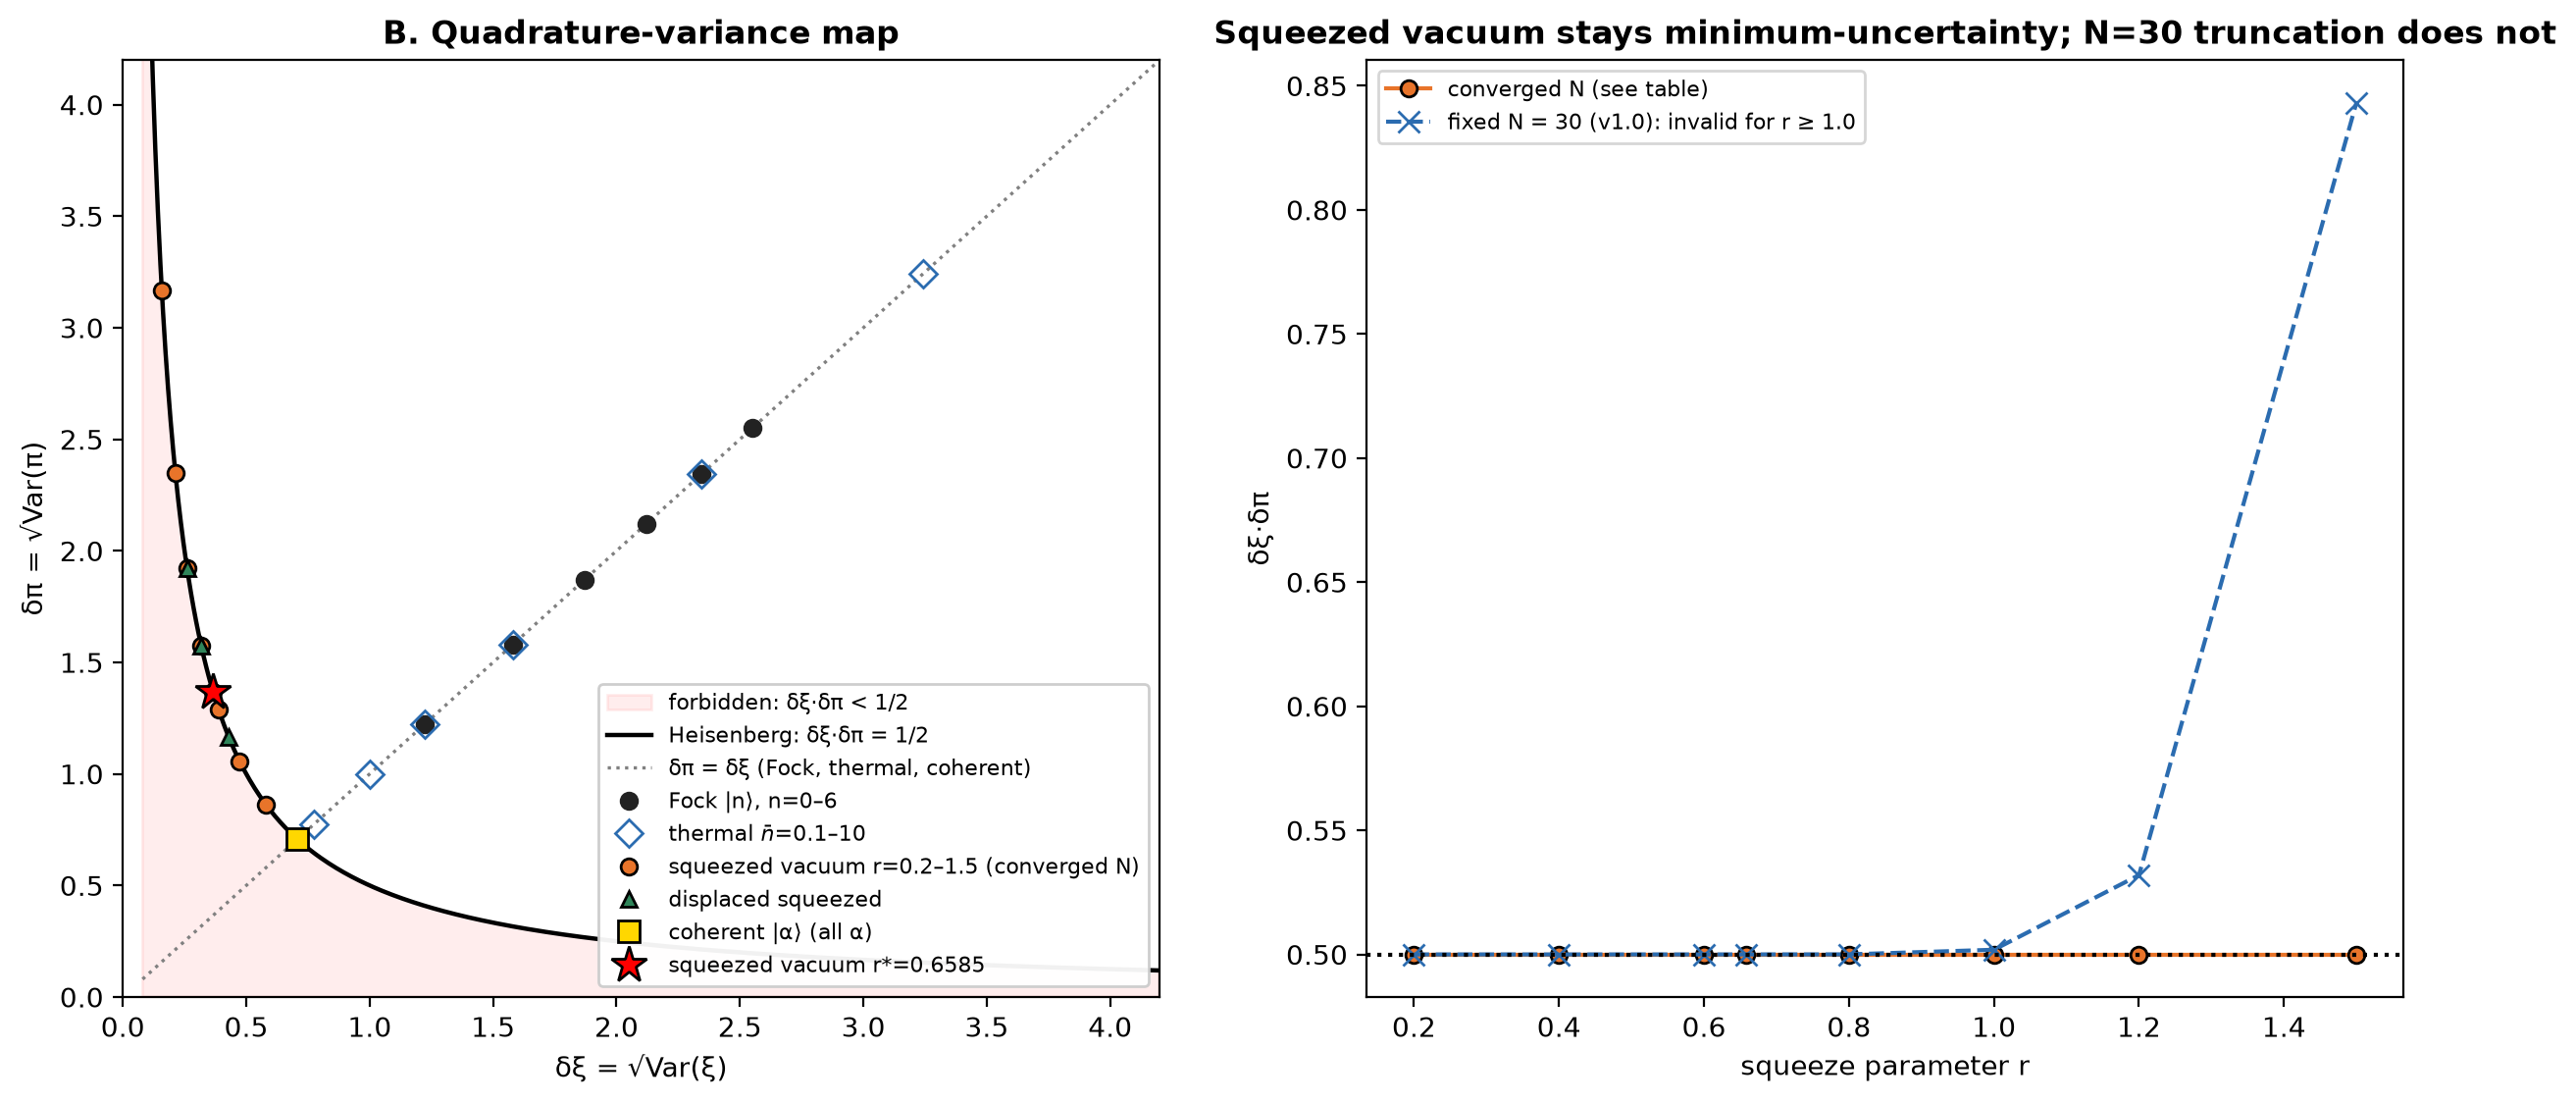 B. Quadrature-variance map
4.0
3.5
3.0
2.5
2.0
1.5
1.0
0.5
0.0
δπ = √Var(π)
0.0 0.5 1.0 1.5 2.0 2.5 3.0 3.5 4.0
δξ = √Var(ξ)
forbidden: δξ·δπ < 1/2
Heisenberg: δξ·δπ = 1/2
δπ = δξ (Fock, thermal, coherent)
Fock |n⟩, n=0–6
thermal n̄=0.1–10
squeezed vacuum r=0.2–1.5 (converged N)
displaced squeezed
coherent |α⟩ (all α)
squeezed vacuum r*=0.6585
Squeezed vacuum stays minimum-uncertainty; N=30 truncation does not
converged N (see table)
fixed N = 30 (v1.0): invalid for r ≥ 1.0
0.85
0.80
0.75
0.70
0.65
0.60
0.55
0.50
δξ·δπ
0.2 0.4 0.6 0.8 1.0 1.2 1.4
squeeze parameter r